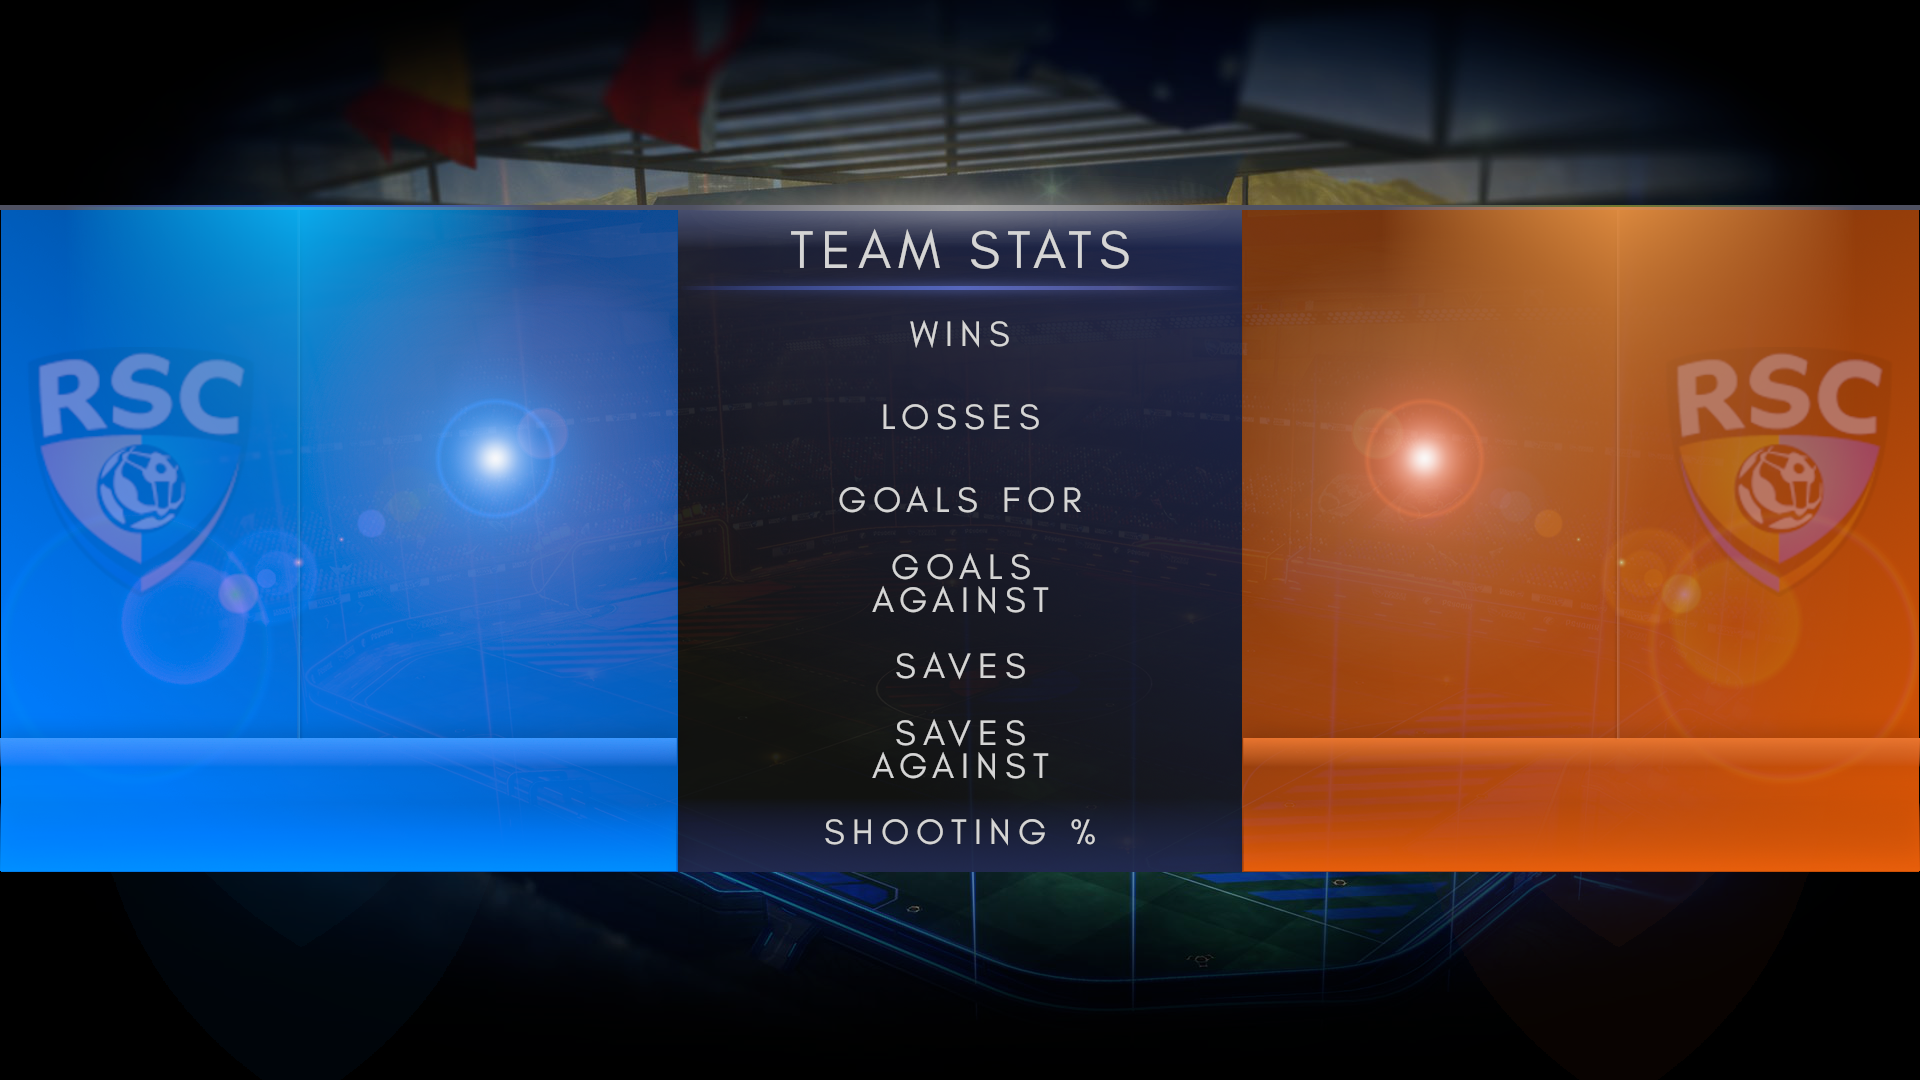 TEAM STATS
WINS
RSC
RSC
LOSSES
GOALS FOR
GOALS
AGAINST
SAVES
SAVES
AGAINST
SHOOTING %